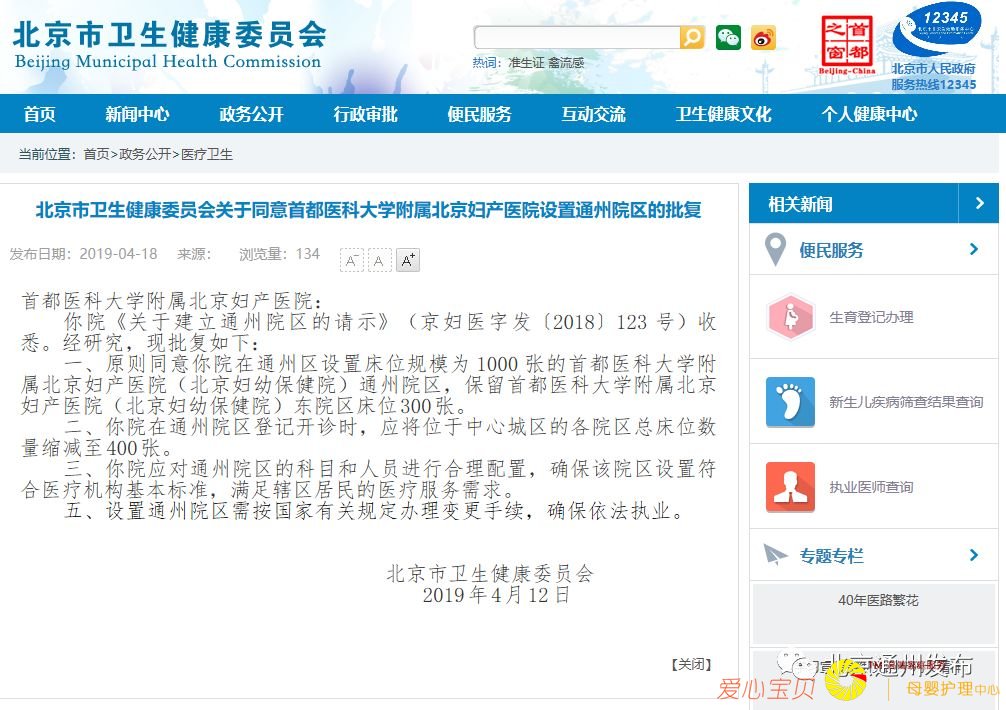 北京市卫生健康委员会
Beijing Municipal Health Commission
热词：准生证 禽流感
首都之窗
Beijing-China
12345
北京市人民政府
服务热线12345
首页 新闻中心 政务公开 行政审批 便民服务 互动交流 卫生健康文化 个人健康中心
当前位置：首页>政务公开>医疗卫生
北京市卫生健康委员会关于同意首都医科大学附属北京妇产医院设置通州院区的批复
发布日期：2019-04-18 来源： 浏览量：134
A- A A+
首都医科大学附属北京妇产医院：
你院《关于建立通州院区的请示》（京妇医字发〔2018〕123 号）收
悉。经研究，现批复如下：
一、原则同意你院在通州区设置床位规模为 1000 张的首都医科大学附
属北京妇产医院（北京妇幼保健院）通州院区，保留首都医科大学附属北京
妇产医院（北京妇幼保健院）东院区床位300张。
二、你院在通州院区登记开诊时，应将位于中心城区的各院区总床位数
量缩减至400张。
三、你院应对通州院区的科目和人员进行合理配置，确保该院区设置符
合医疗机构基本标准，满足辖区居民的医疗服务需求。
五、设置通州院区需按国家有关规定办理变更手续，确保依法执业。
北京市卫生健康委员会
2019年4月12日
【关闭】
相关新闻
便民服务
生育登记办理
新生儿疾病筛查结果查询
执业医师查询
专题专栏
40年医路繁花
北京通州发布
爱心宝贝
母婴护理中心